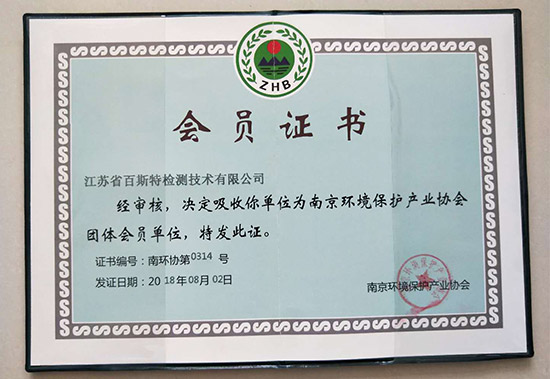 ZHB
会员证书
江苏省百斯特检测技术有限公司
经审核，决定吸收你单位为南京环境保护产业协会
团体会员单位，特发此证。
证书编号：南环协第0314 号
发证日期：2018年08月02日
南京环境保护产业协会